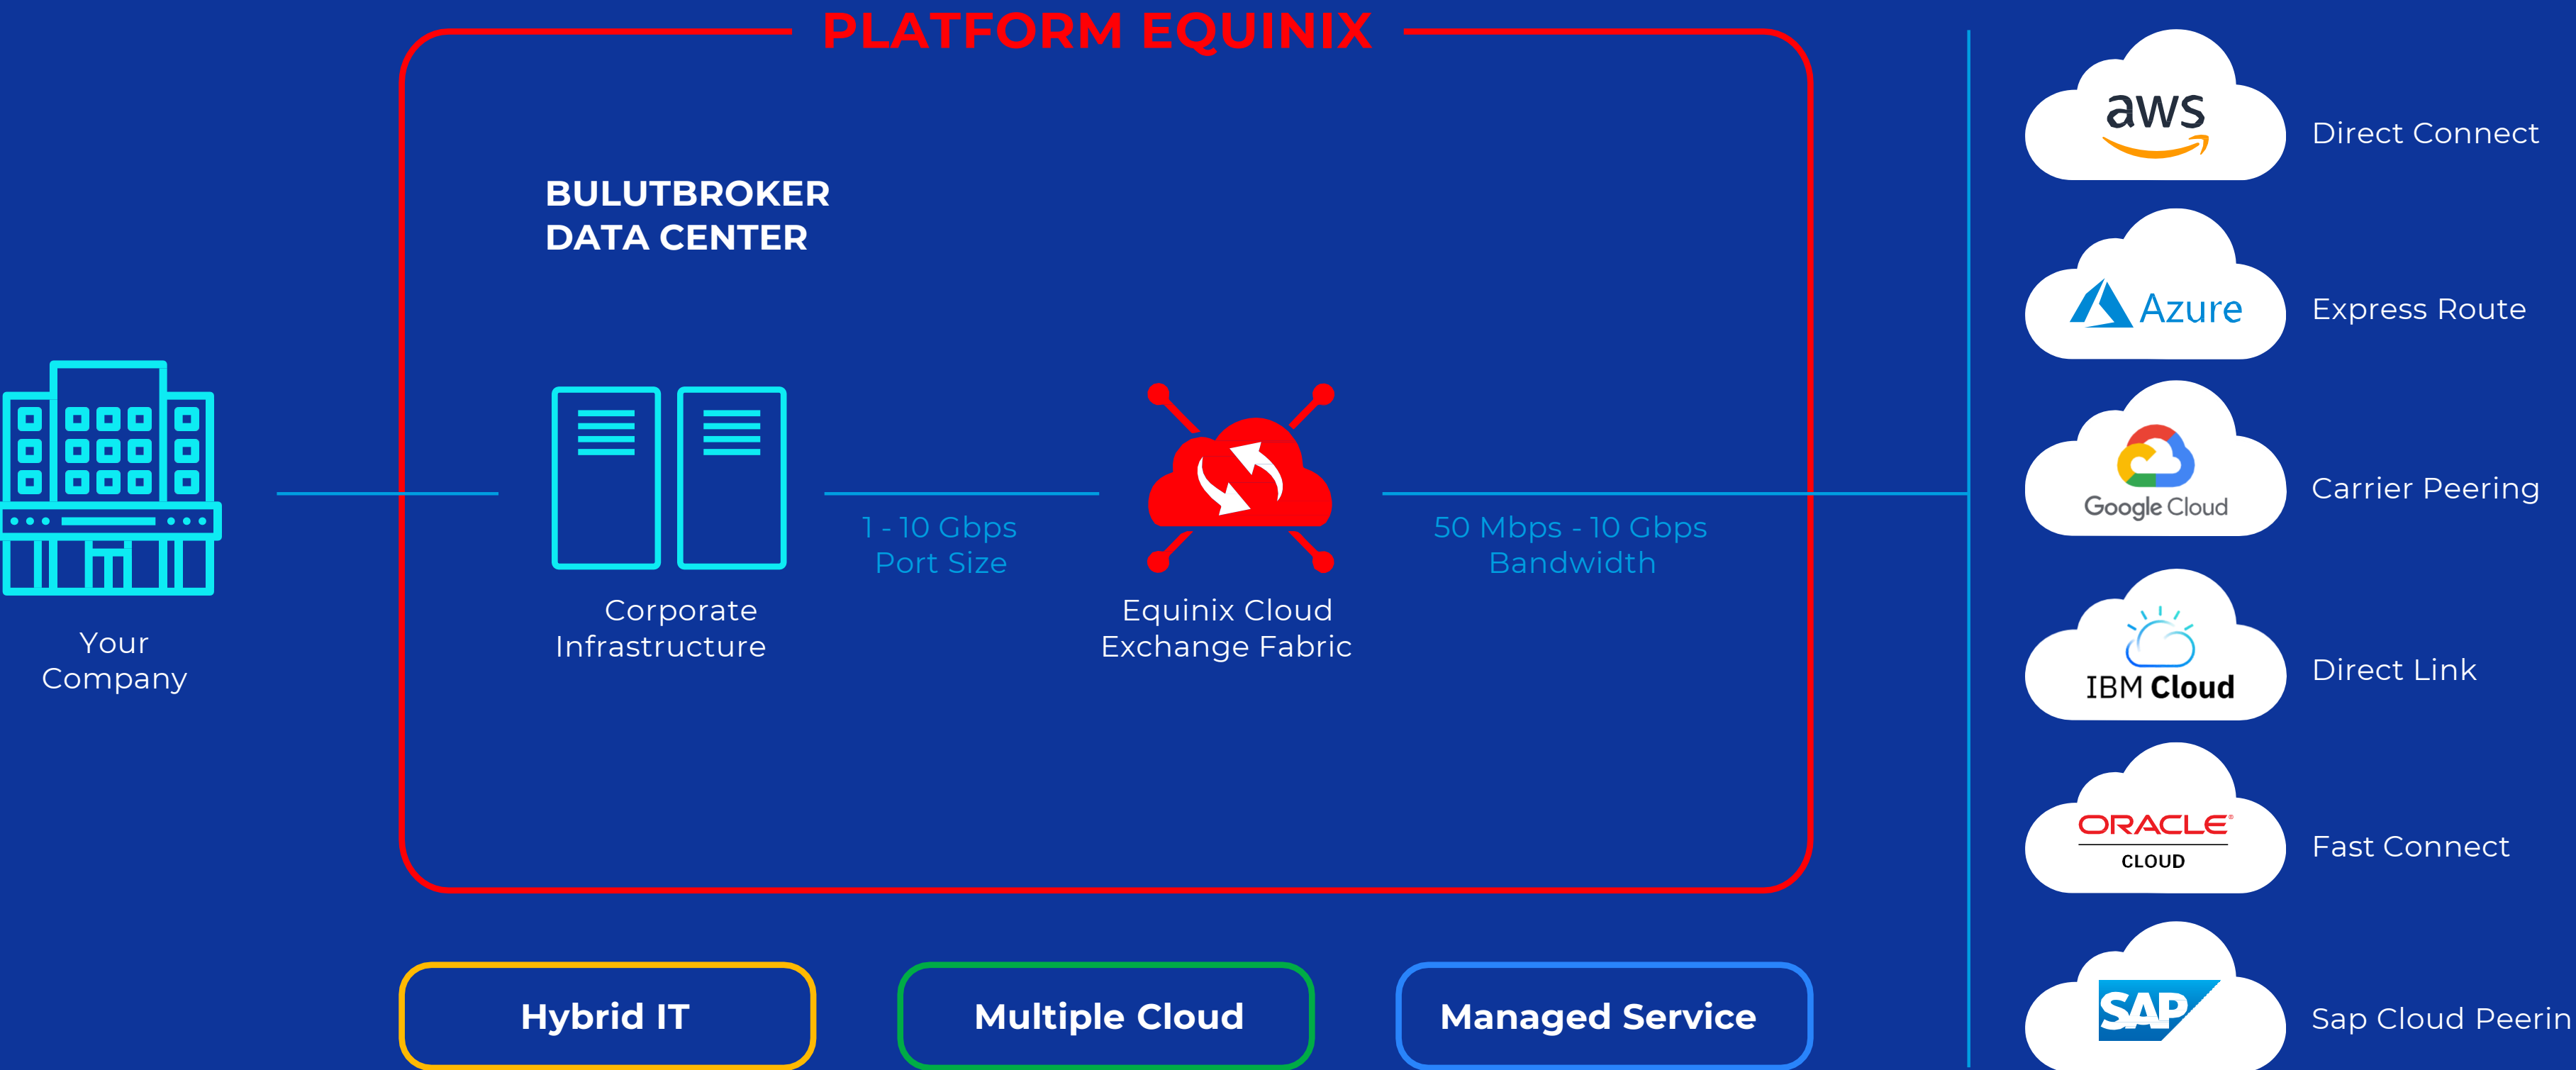 PLATFORM EQUINIX
BULUTBROKER
DATA CENTER
Your
Company
Corporate
Infrastructure
1 - 10 Gbps
Port Size
Equinix Cloud
Exchange Fabric
50 Mbps - 10 Gbps
Bandwidth
aws
Direct Connect
Azure
Express Route
Google Cloud
Carrier Peering
IBM Cloud
Direct Link
ORACLE®
CLOUD
Fast Connect
SAP
Sap Cloud Peerin
Hybrid IT
Multiple Cloud
Managed Service